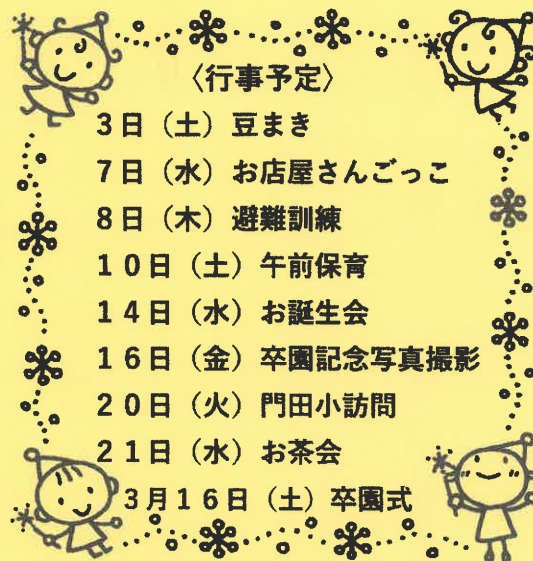 〈行事予定〉
3日（土）豆まき
7日（水）お店屋さんごっこ
8日（木）避難訓練
10日（土）午前保育
14日（水）お誕生会
16日（金）卒園記念写真撮影
20日（火）門田小訪問
21日（水）お茶会
3月16日（土）卒園式